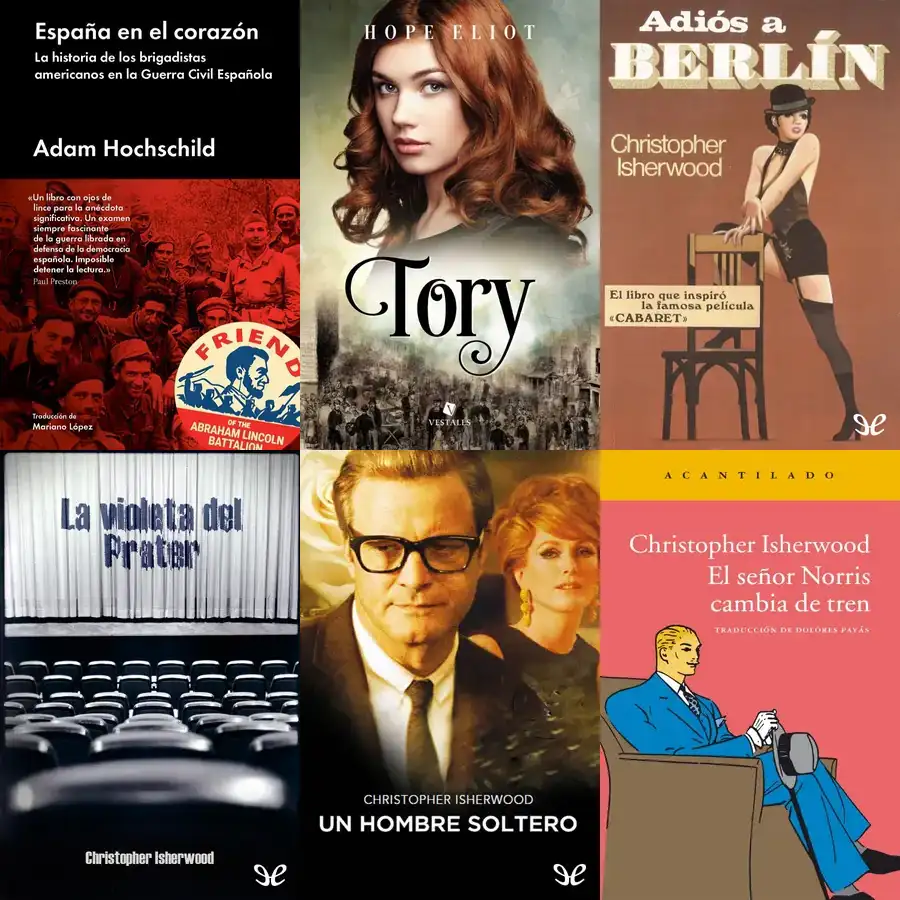 España en el corazón
La historia de los brigadistas
americanos en la Guerra Civil Española
Adam Hochschild
«Un libro con ojos de
lince para la anécdota
significativa. Un examen
siempre fascinante
de la guerra librada en
defensa de la democracia
española. Imposible
detener la lectura.»
Paul Preston
FRIEND
OF THE
ABRAHAM LINCOLN
BATTALION
Traducción de
Mariano López
HOPE ELIOT
Tory
VESTALES
Adiós a
BERLÍN
Christopher
Isherwood
El libro que inspiró
la famosa película
«CABARET»
La violeta del
Prater
Christopher Isherwood
CHRISTOPHER ISHERWOOD
UN HOMBRE SOLTERO
ACANTILADO
Christopher Isherwood
El señor Norris
cambia de tren
TRADUCCIÓN DE DOLORES PAYÁS